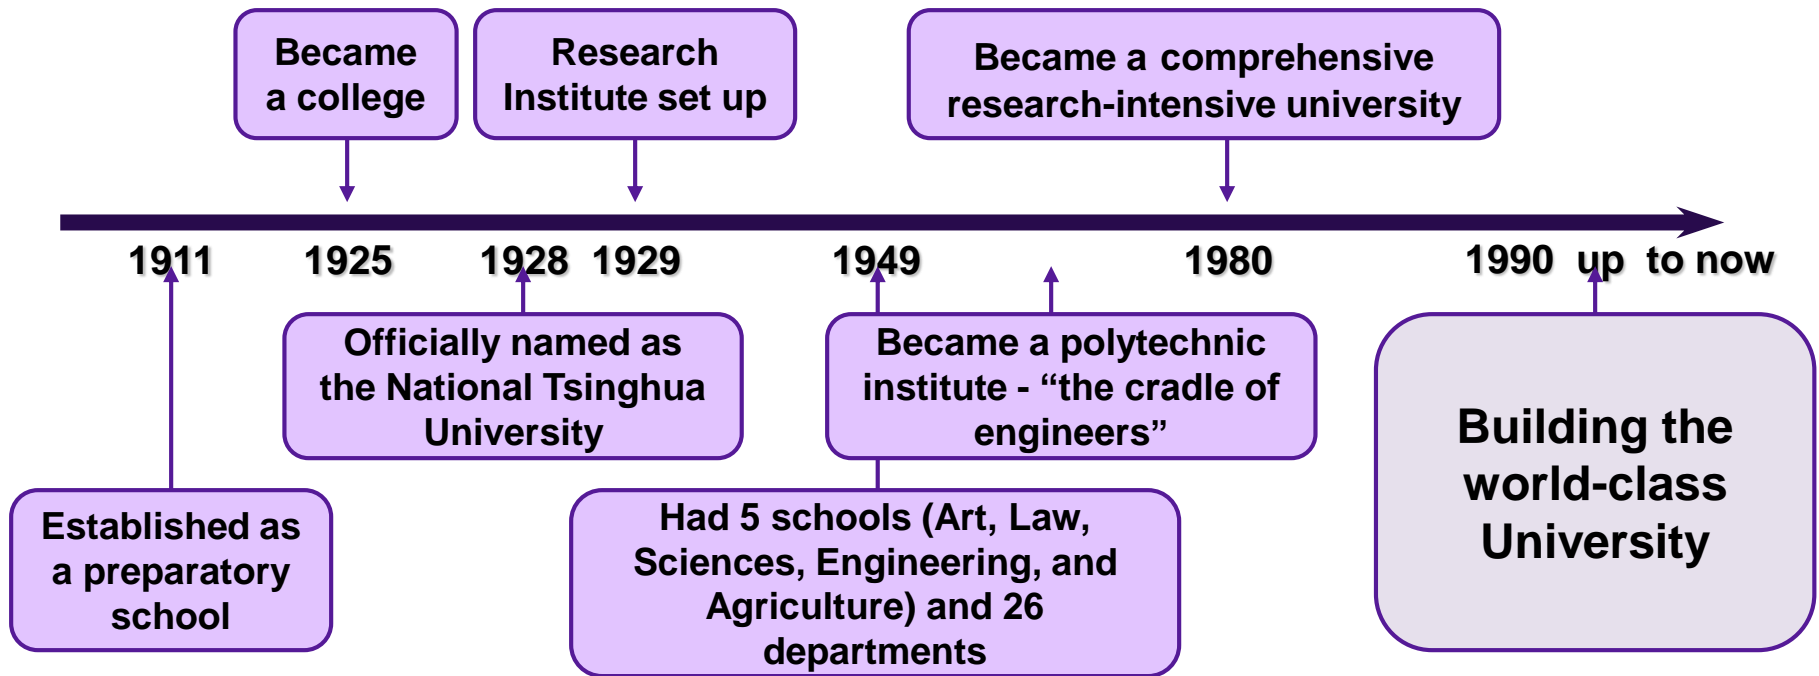 Became
a college
Research
Institute set up
Became a comprehensive
research-intensive university
1911 1925 1928 1929 1949 1980 1990 up to now
Officially named as
the National Tsinghua
University
Became a polytechnic
institute - “the cradle of
engineers”
Building the
world-class
University
Established as
a preparatory
school
Had 5 schools (Art, Law,
Sciences, Engineering, and
Agriculture) and 26
departments